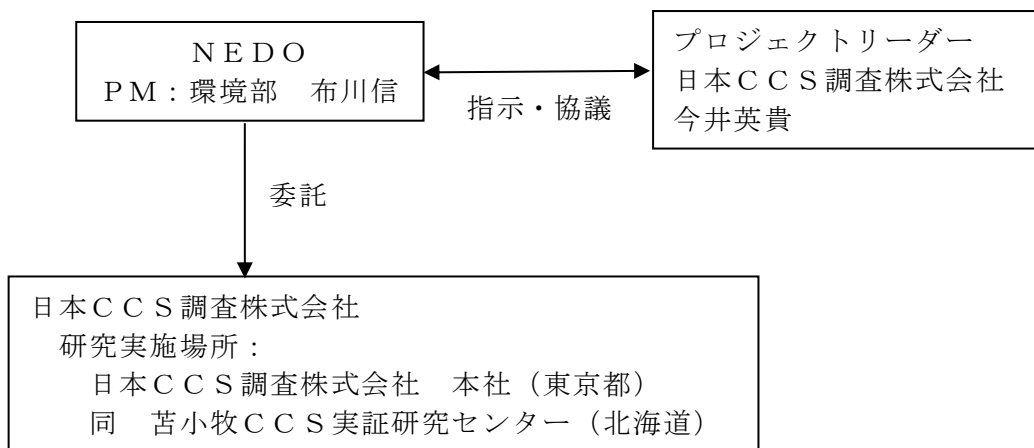 ＮＥＤＯ
ＰＭ：環境部　布川信
プロジェクトリーダー
日本ＣＣＳ調査株式会社
今井英貴
指示・協議
委託
日本ＣＣＳ調査株式会社
研究実施場所：
日本ＣＣＳ調査株式会社　本社（東京都）
同　苫小牧ＣＣＳ実証研究センター（北海道）